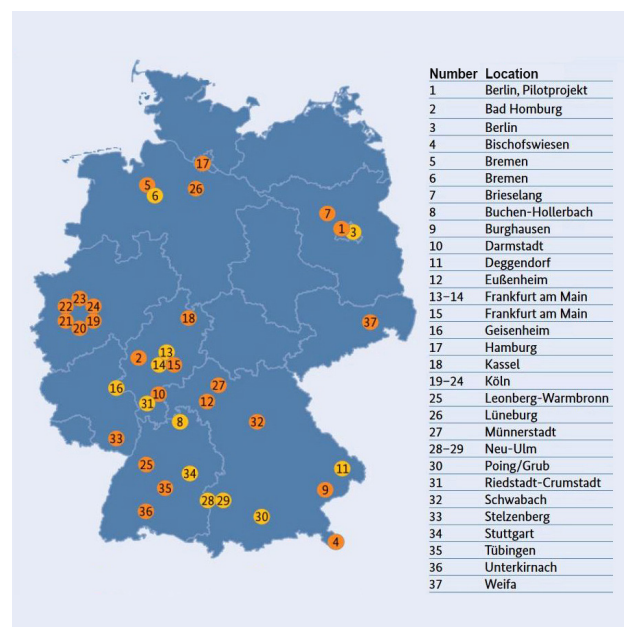 Number Location
1 Berlin, Pilotprojekt
2 Bad Homburg
3 Berlin
4 Bischofswiesen
5 Bremen
6 Bremen
7 Brieselang
8 Buchen-Hollerbach
9 Burghausen
10 Darmstadt
11 Deggendorf
12 Eußenheim
13–14 Frankfurt am Main
15 Frankfurt am Main
16 Geisenheim
17 Hamburg
18 Kassel
19–24 Köln
25 Leonberg-Warmbronn
26 Lüneburg
27 Münnerstadt
28–29 Neu-Ulm
30 Poing/Grub
31 Riedstadt-Crumstadt
32 Schwabach
33 Stelzenberg
34 Stuttgart
35 Tübingen
36 Unterkirnach
37 Weifa
17
5
26
6
7
1 3
23
22 24
21 19
20
18
37
2
13
14 15
16
27
10
31
12
8
32
33
25
34
11
35
9
28 29
36
30
4